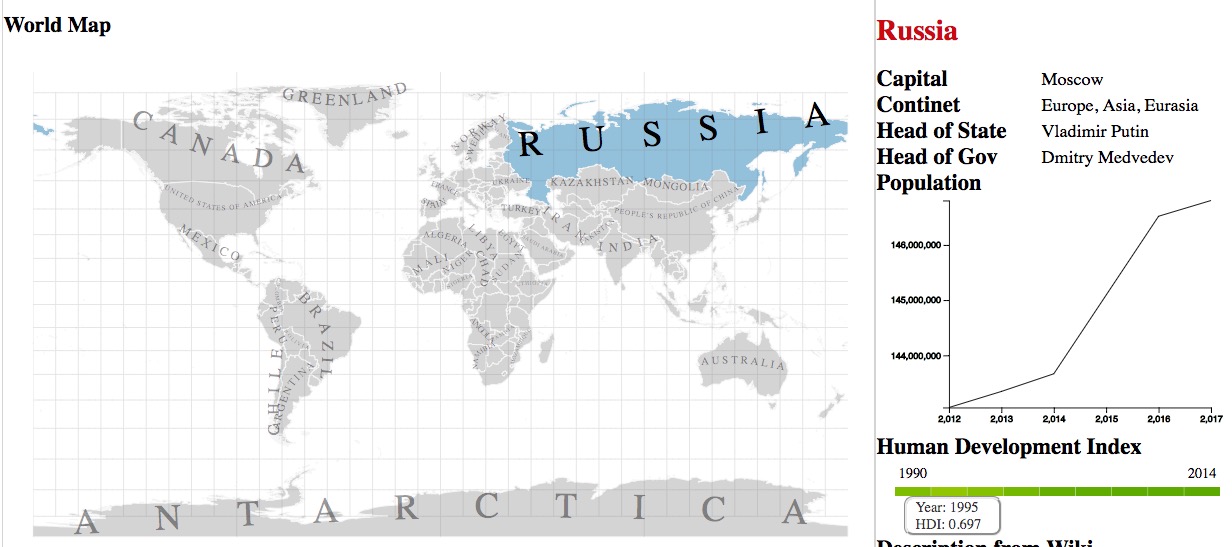 World Map
GREENLAND
CANADA
NORWAY
SWEDEN
RUSSIA
UNITED STATES OF AMERICA
FRANCE
UKRAINE
KAZAKHSTAN
MONGOLIA
SPAIN
TURKEY
IRAN
PEOPLE'S REPUBLIC OF CHINA
MEXICO
ALGERIA
LIBYA
EGYPT
SAUDI ARABIA
PAKISTAN
INDIA
MALI
NIGER
CHAD
SUDAN
NIGERIA
ETHIOPIA
BRAZIL
PERU
ANGOLA
NAMIBIA
CHILE
ARGENTINA
AUSTRALIA
ANTARCTICA
Russia
Capital Moscow
Continet Europe, Asia, Eurasia
Head of State Vladimir Putin
Head of Gov Dmitry Medvedev
Population
146,000,000
145,000,000
144,000,000
2,012 2,013 2,014 2,015 2,016 2,017
Human Development Index
1990 2014
Year: 1995
HDI: 0.697
Description from Wiki